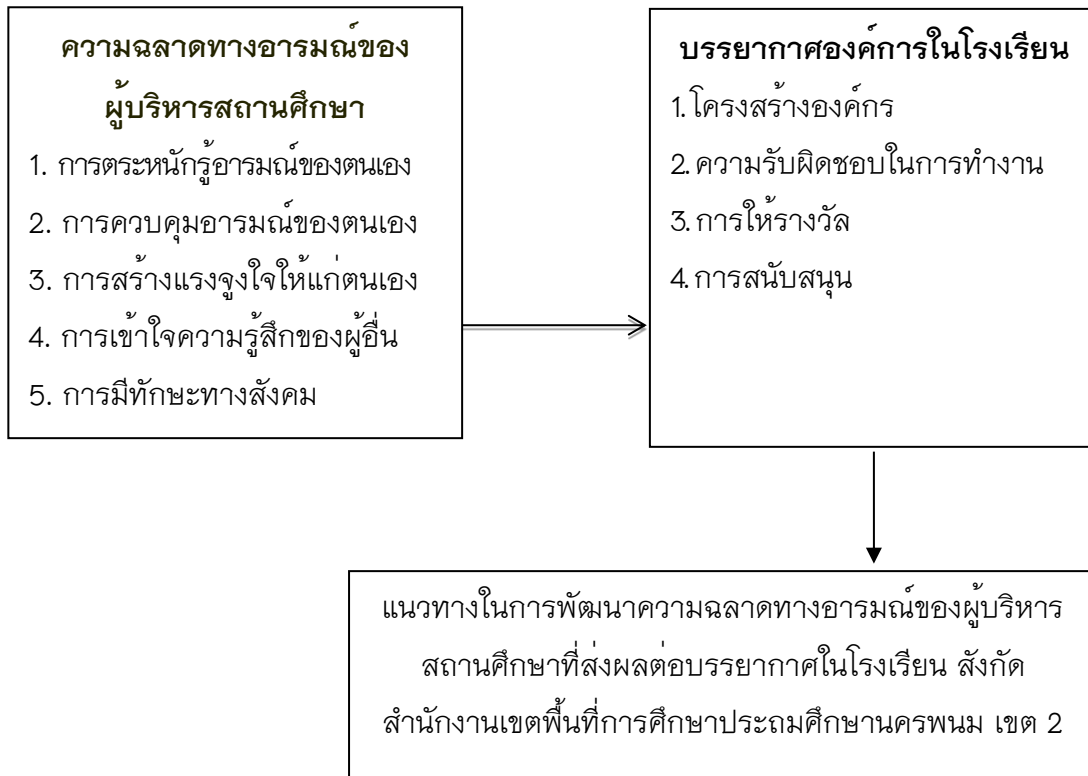 ความฉลาดทางอารมณ์ของ
ผู้บริหารสถานศึกษา
1. การตระหนักรู้อารมณ์ของตนเอง
2. การควบคุมอารมณ์ของตนเอง
3. การสร้างแรงจูงใจให้แก่ตนเอง
4. การเข้าใจความรู้สึกของผู้อื่น
5. การมีทักษะทางสังคม
บรรยากาศองค์การในโรงเรียน
1. โครงสร้างองค์กร
2. ความรับผิดชอบในการทำงาน
3. การให้รางวัล
4. การสนับสนุน
แนวทางในการพัฒนาความฉลาดทางอารมณ์ของผู้บริหาร
สถานศึกษาที่ส่งผลต่อบรรยากาศในโรงเรียน สังกัด
สำนักงานเขตพื้นที่การศึกษาประถมศึกษานครพนม เขต 2